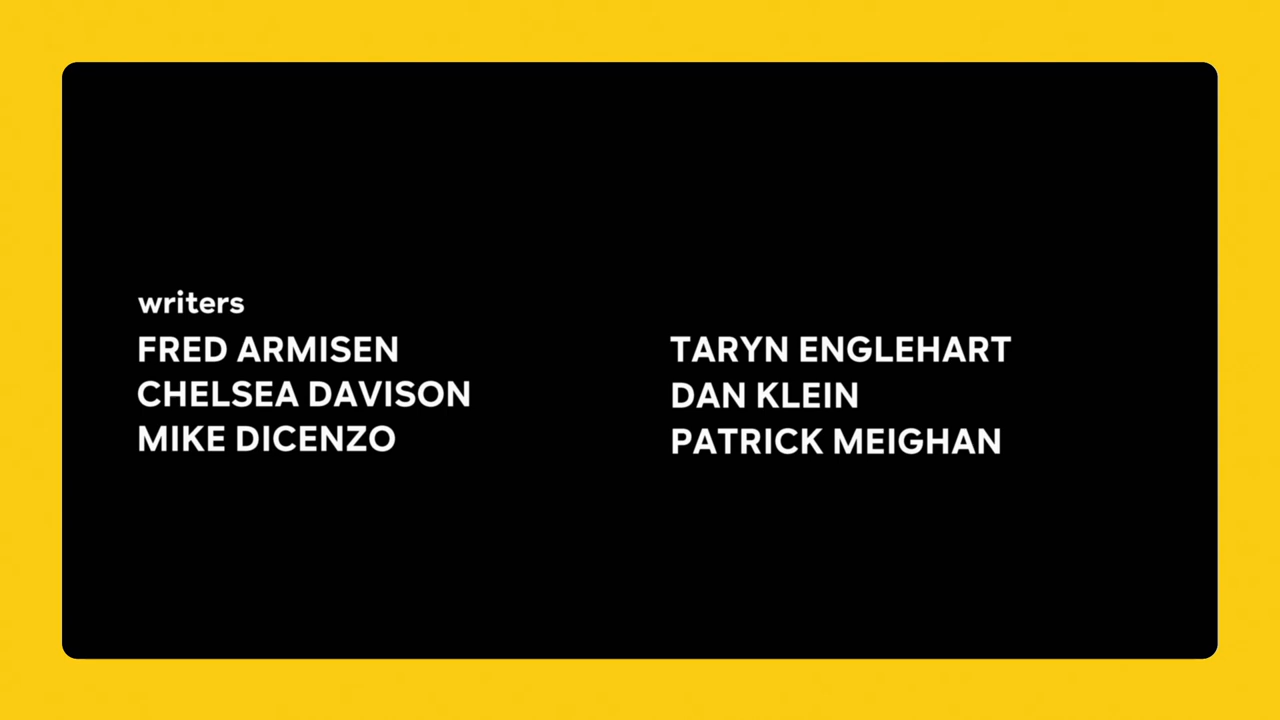 writers
FRED ARMISEN
CHELSEA DAVISON
MIKE DICENZO
TARYN ENGLEHART
DAN KLEIN
PATRICK MEIGHAN